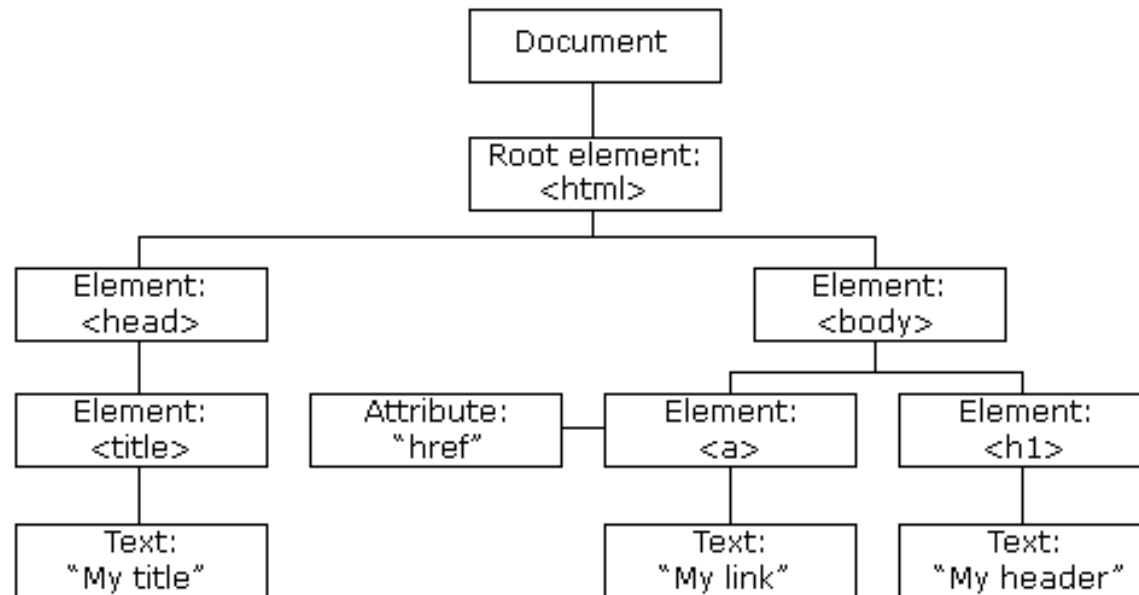 Document
Root element:
<html>
Element:
<head>
Element:
<body>
Element:
<title>
Attribute:
“href”
Element:
<a>
Element:
<h1>
Text:
“My title”
Text:
“My link”
Text:
“My header”